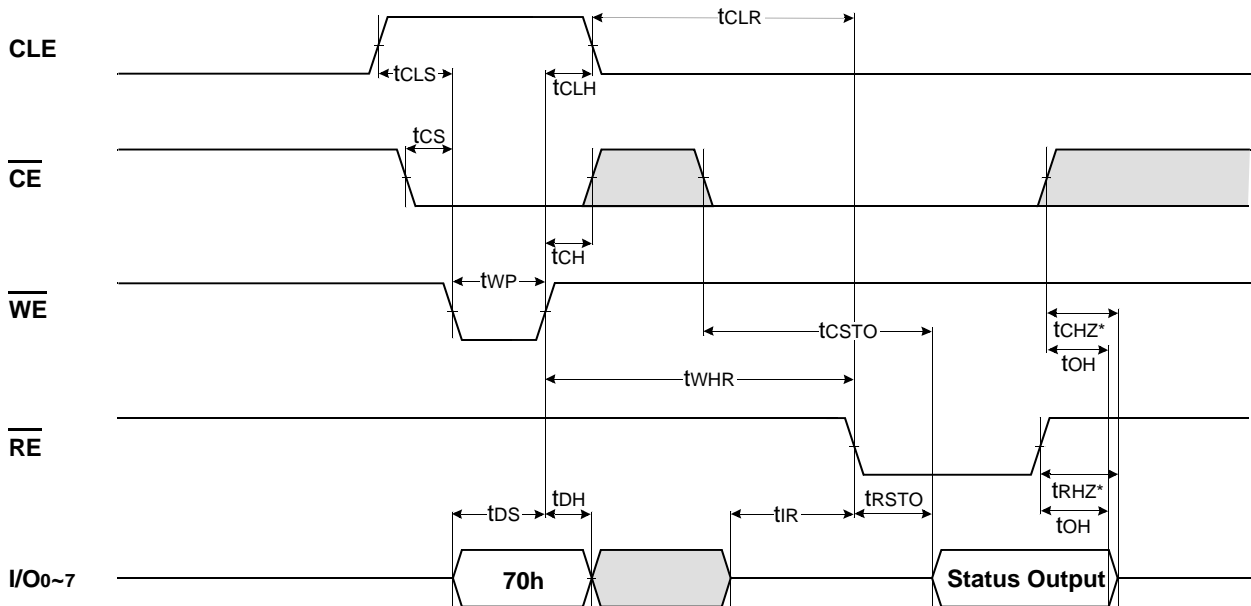 tCLR
CLE
tCLS
tCLH
tCS
CE
tCH
tWP
WE
tCHZ*
tCSTO
tOH
tWHR
RE
tRHZ*
tDH
tRSTO
tDS
tIR
tOH
I/O0~7
70h
Status Output